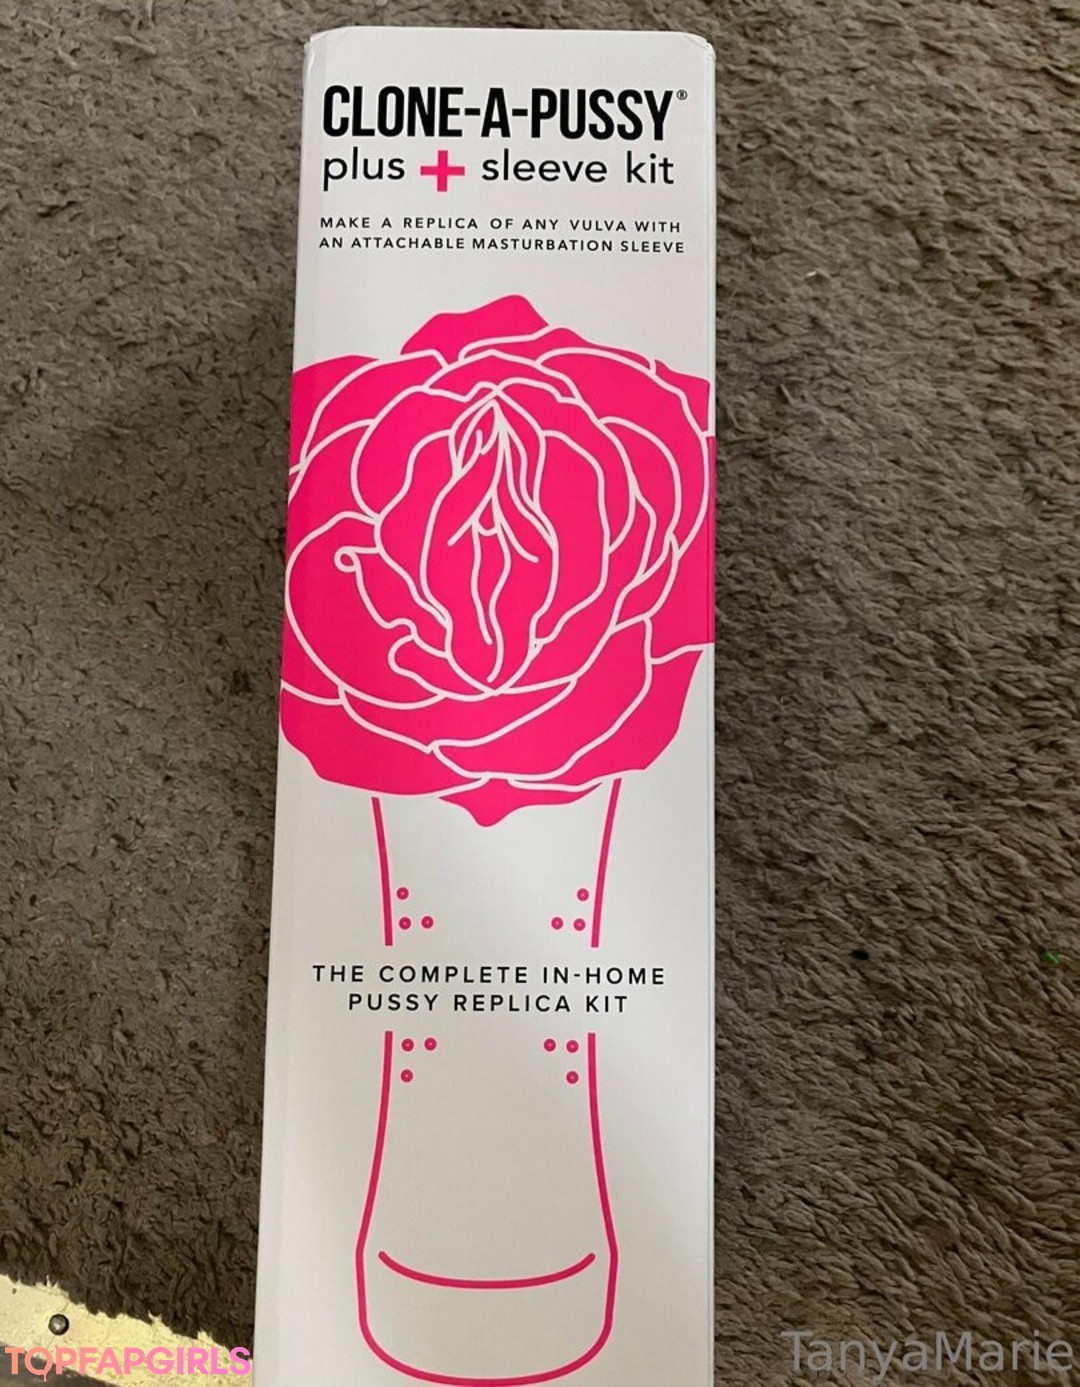 CLONE-A-PUSSY®
plus + sleeve kit
MAKE A REPLICA OF ANY VULVA WITH
AN ATTACHABLE MASTURBATION SLEEVE
THE COMPLETE IN-HOME
PUSSY REPLICA KIT
TOPFAPGIRLS
TanyaMarie